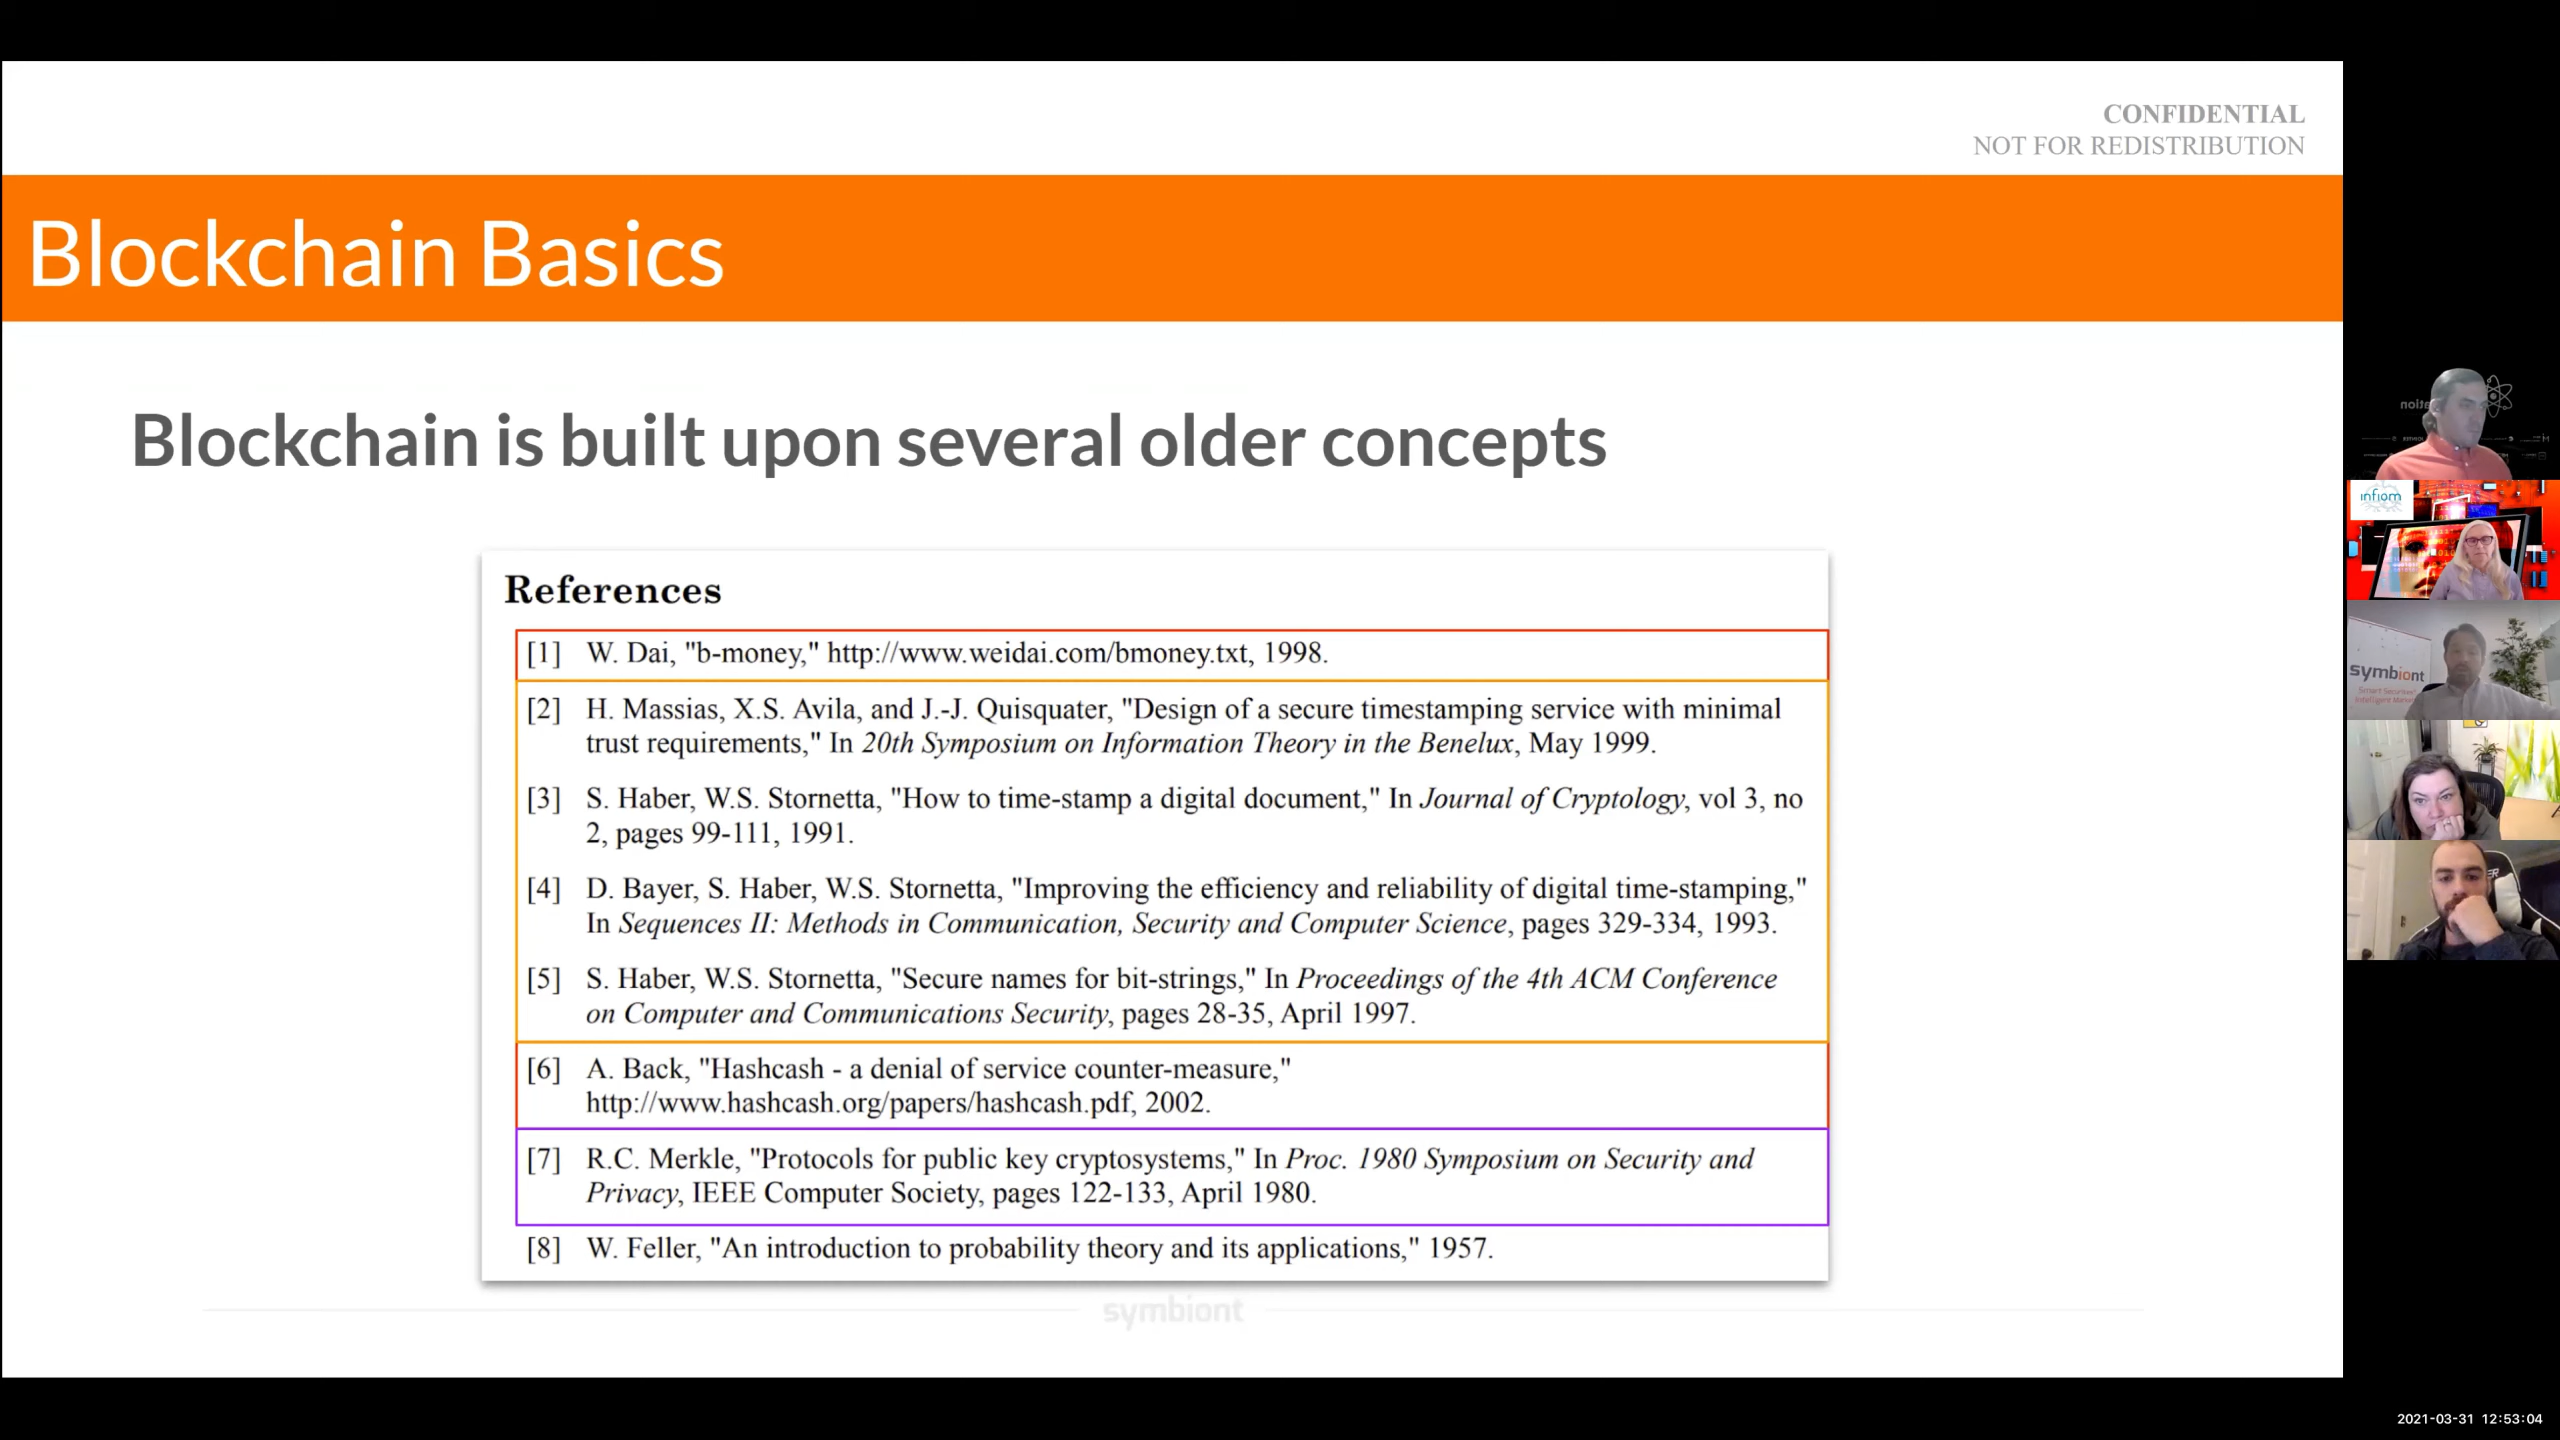 CONFIDENTIAL
NOT FOR REDISTRIBUTION
Blockchain Basics
Blockchain is built upon several older concepts
References
[1] W. Dai, "b-money," http://www.weidai.com/bmoney.txt, 1998.
[2] H. Massias, X.S. Avila, and J.-J. Quisquater, "Design of a secure timestamping service with minimal
trust requirements," In 20th Symposium on Information Theory in the Benelux, May 1999.
[3] S. Haber, W.S. Stornetta, "How to time-stamp a digital document," In Journal of Cryptology, vol 3, no
2, pages 99-111, 1991.
[4] D. Bayer, S. Haber, W.S. Stornetta, "Improving the efficiency and reliability of digital time-stamping,"
In Sequences II: Methods in Communication, Security and Computer Science, pages 329-334, 1993.
[5] S. Haber, W.S. Stornetta, "Secure names for bit-strings," In Proceedings of the 4th ACM Conference
on Computer and Communications Security, pages 28-35, April 1997.
[6] A. Back, "Hashcash - a denial of service counter-measure,"
http://www.hashcash.org/papers/hashcash.pdf, 2002.
[7] R.C. Merkle, "Protocols for public key cryptosystems," In Proc. 1980 Symposium on Security and
Privacy, IEEE Computer Society, pages 122-133, April 1980.
[8] W. Feller, "An introduction to probability theory and its applications," 1957.
symbiont
infiom
symbiont
Smart Securities
Intelligent
2021-03-31 12:53:04